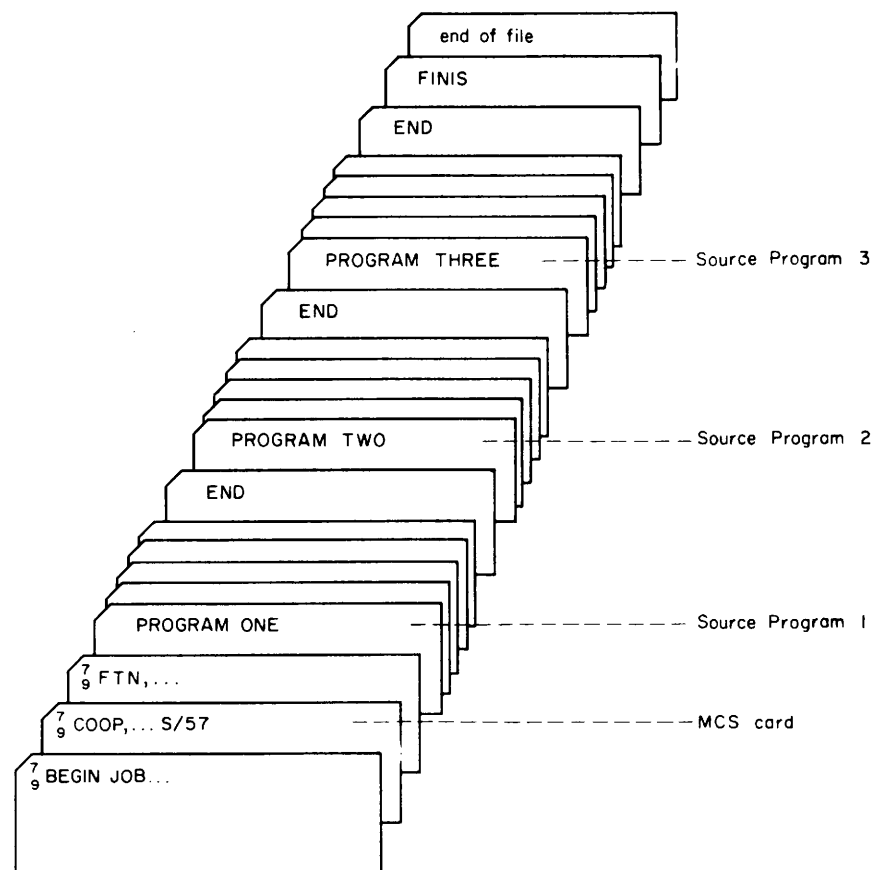 end of file
FINIS
END
PROGRAM THREE
Source Program 3
END
PROGRAM TWO
Source Program 2
END
PROGRAM ONE
Source Program 1
7
9 FTN,...
7
9 COOP,... S/57
MCS card
7
9 BEGIN JOB...